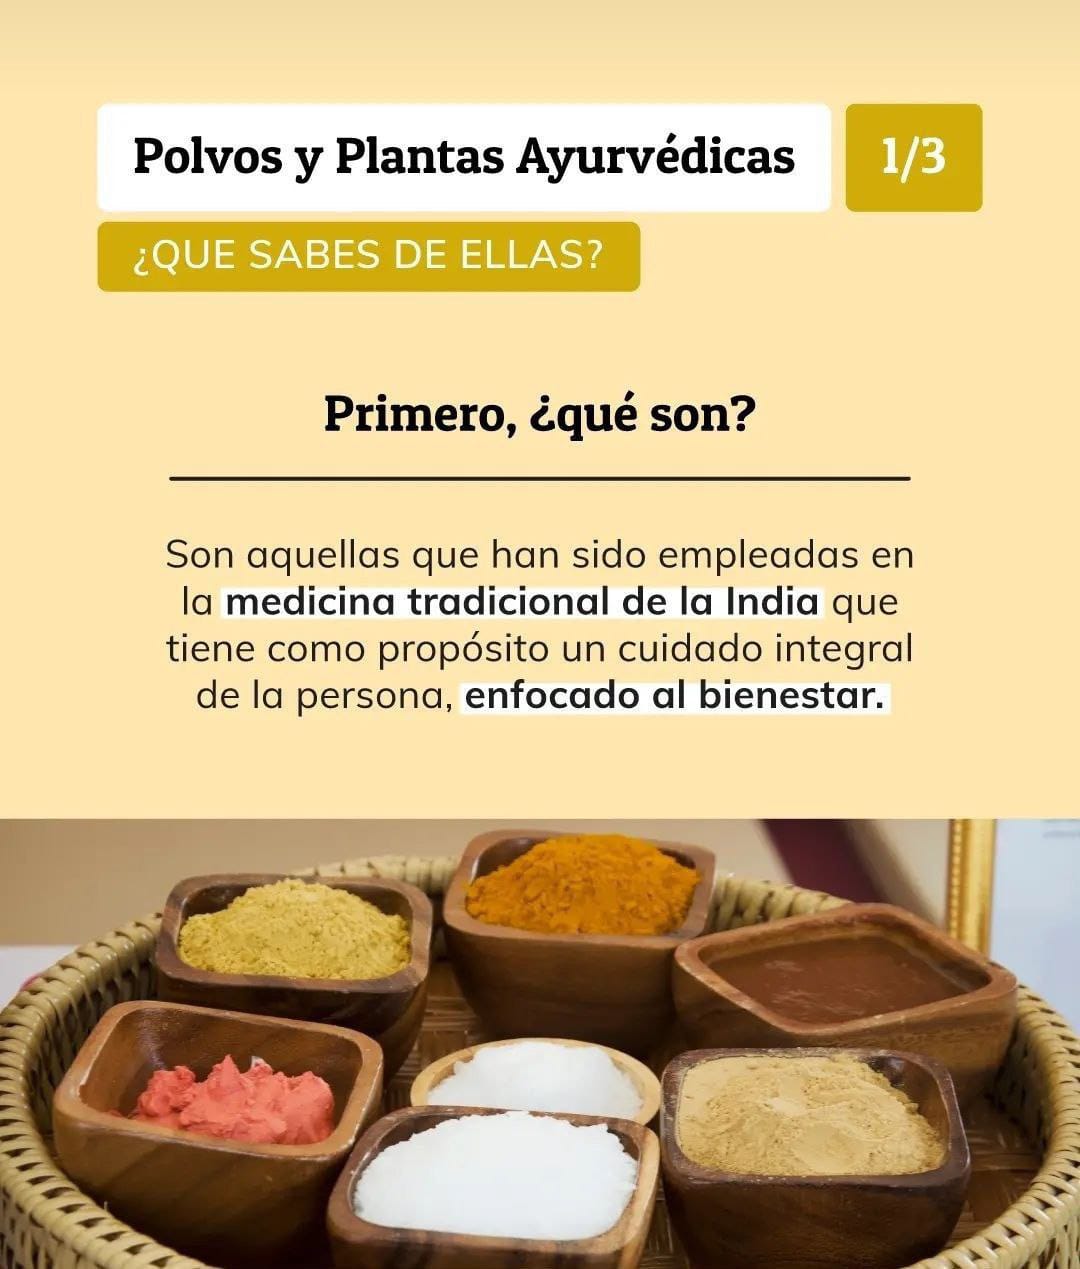 Polvos y Plantas Ayurvédicas
1/3
¿QUE SABES DE ELLAS?
Primero, ¿qué son?
Son aquellas que han sido empleadas en
la medicina tradicional de la India que
tiene como propósito un cuidado integral
de la persona, enfocado al bienestar.